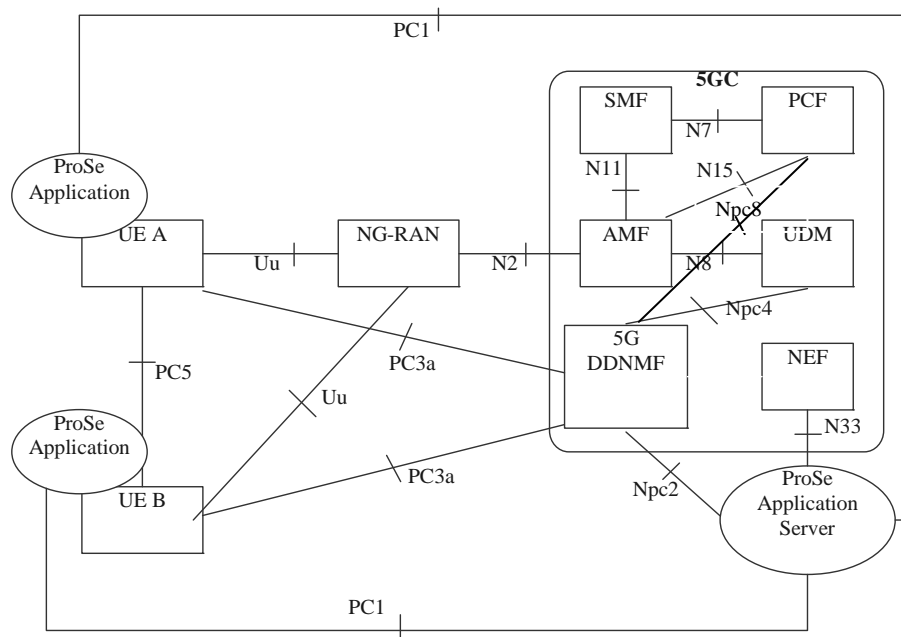 PC1
5GC
SMF
PCF
N7
ProSe
Application
N11
N15
Npc8
UE A
NG-RAN
AMF
UDM
Uu
N2
N8
Npc4
5G
DDNMF
NEF
PC3a
PC5
Uu
ProSe
Application
N33
PC3a
Npc2
ProSe
Application
Server
UE B
PC1